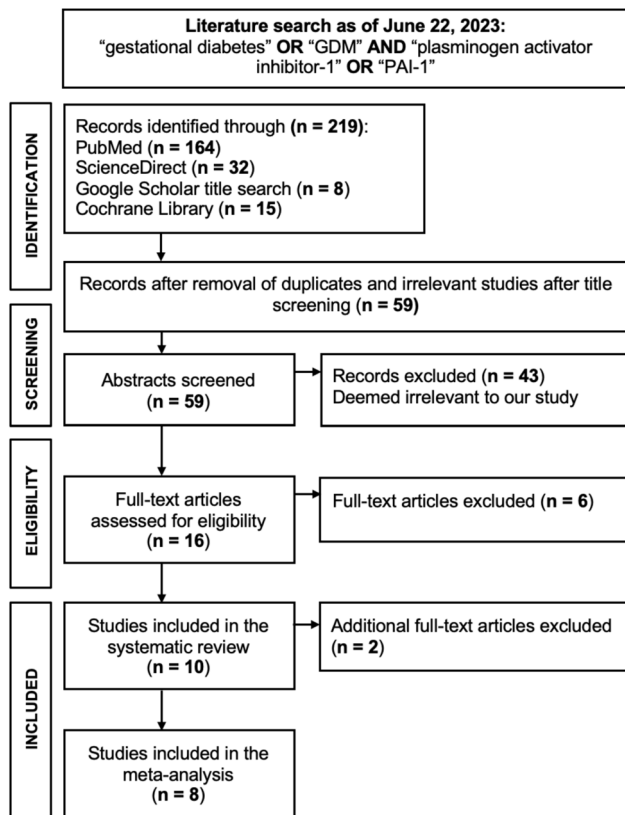 Literature search as of June 22, 2023:
“gestational diabetes” OR “GDM” AND “plasminogen activator
inhibitor-1” OR “PAI-1”
IDENTIFICATION
Records identified through (n = 219):
PubMed (n = 164)
ScienceDirect (n = 32)
Google Scholar title search (n = 8)
Cochrane Library (n = 15)
Records after removal of duplicates and irrelevant studies after title
screening (n = 59)
SCREENING
Abstracts screened
(n = 59)
Records excluded (n = 43)
Deemed irrelevant to our study
ELIGIBILITY
Full-text articles
assessed for eligibility
(n = 16)
Full-text articles excluded (n = 6)
INCLUDED
Studies included in the
systematic review
(n = 10)
Additional full-text articles excluded
(n = 2)
Studies included in the
meta-analysis
(n = 8)